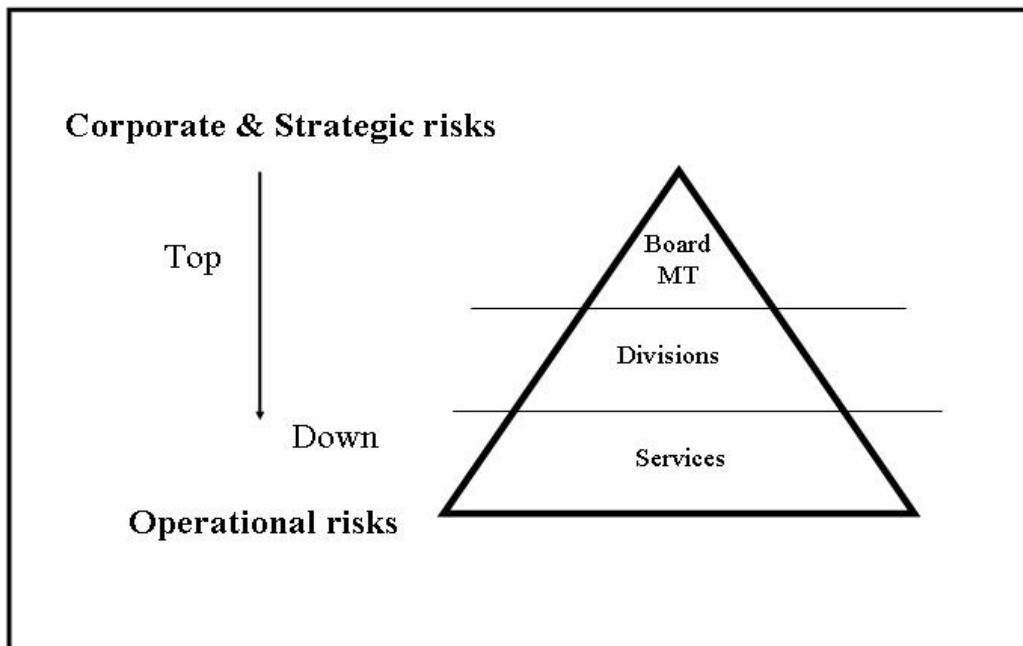 Corporate & Strategic risks
Top
Board
MT
Divisions
Down
Services
Operational risks